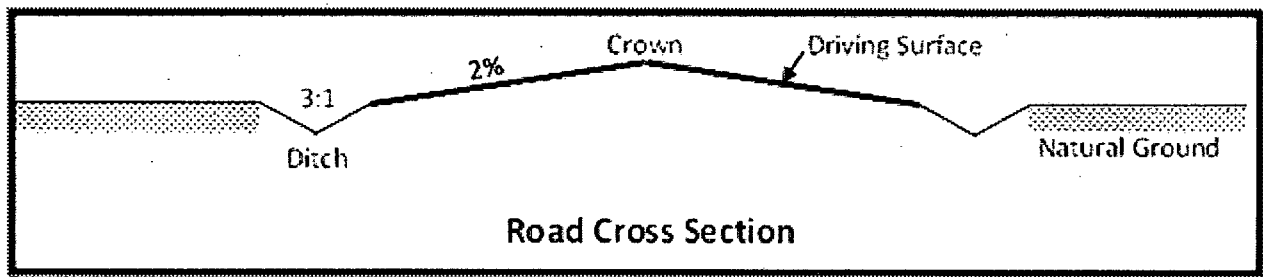 Crown
Driving Surface
2%
3:1
Ditch
Natural Ground
Road Cross Section